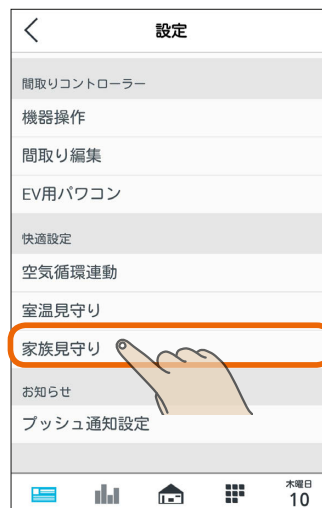 設定
間取りコントローラー
機器操作
間取り編集
EV用パワコン
快適設定
空気循環連動
室温見守り
家族見守り
お知らせ
プッシュ通知設定
木曜日
10